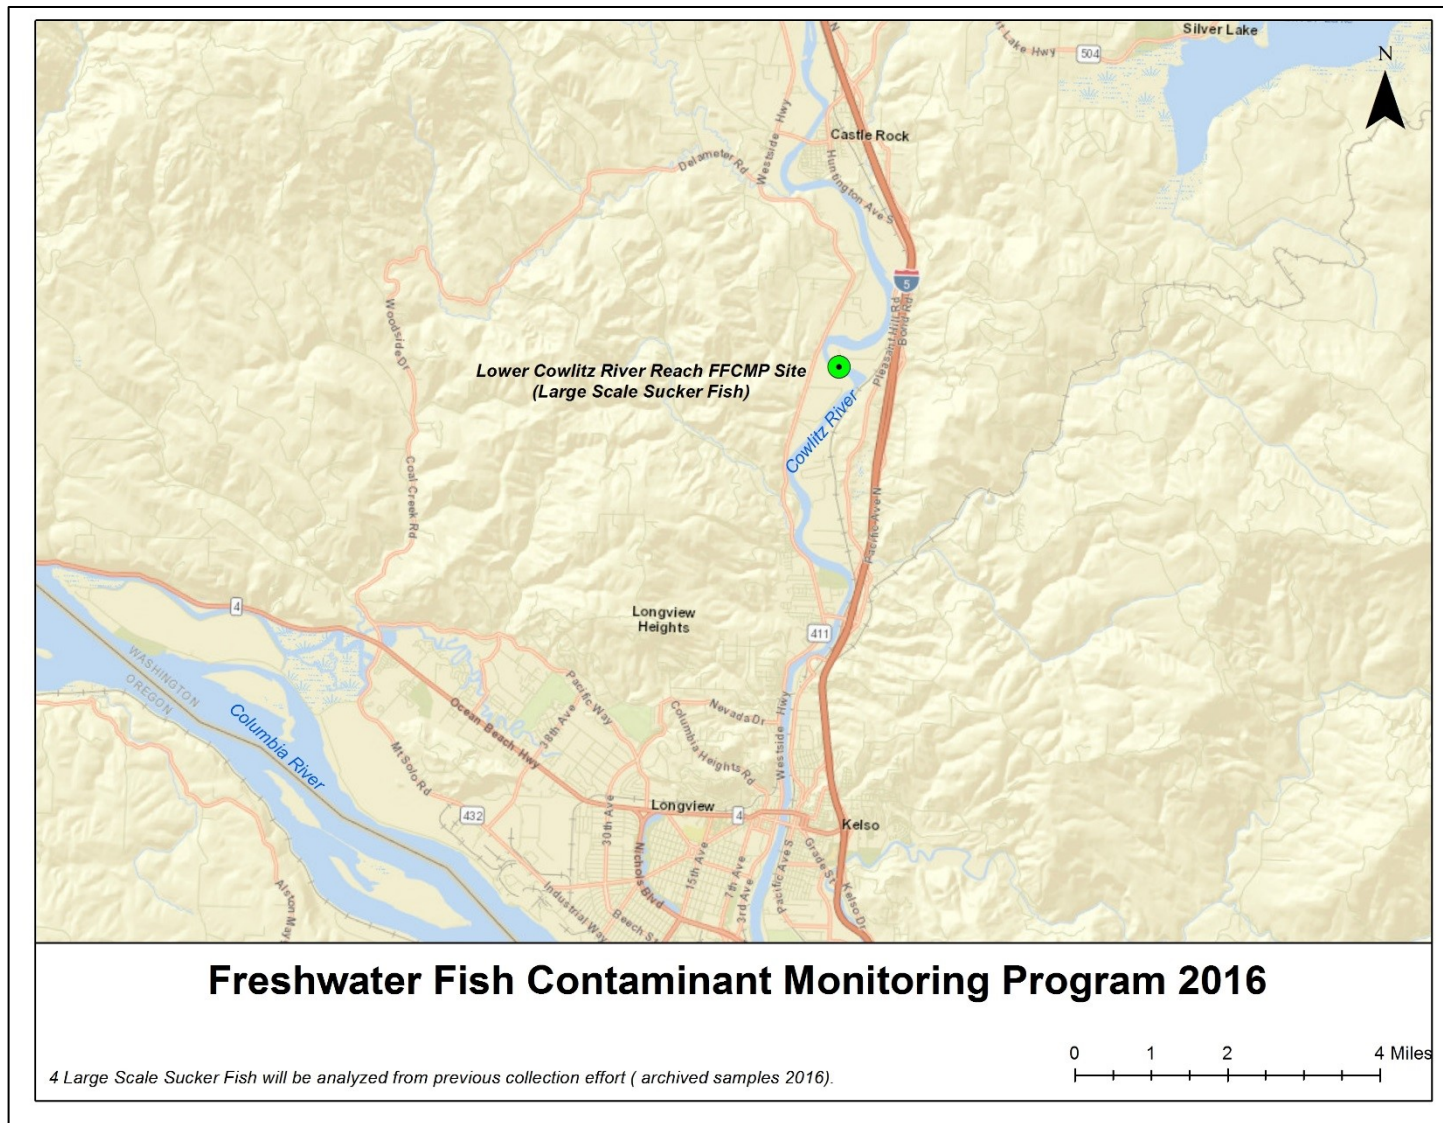 Silver Lake
t Lake Hwy
504
N
N
Castle Rock
Westside Hwy
Delameter Rd
Huntington Ave S
5
Pleasant Hill Rd
Bond Rd
Woodside Dr
Lower Cowlitz River Reach FFCMP Site
(Large Scale Sucker Fish)
Cowlitz River
Coal Creek Rd
Pacific Ave N
4
Longview
Heights
411
WASHINGTON
OREGON
Columbia River
Pacific Way
Nevada Dr
Westside Hwy
Ocean Beach Hwy
38th Ave
Columbia Heights Rd
Mt Solo Rd
432
30th Ave
Longview
4
Kelso
Nichols Blvd
15th Ave
7th Ave
3rd Ave
Pacific Ave S
Grade St
Kelso Dr
Alston May
Industrial Way
Beech St
Freshwater Fish Contaminant Monitoring Program 2016
0 1 2 4 Miles
4 Large Scale Sucker Fish will be analyzed from previous collection effort ( archived samples 2016).